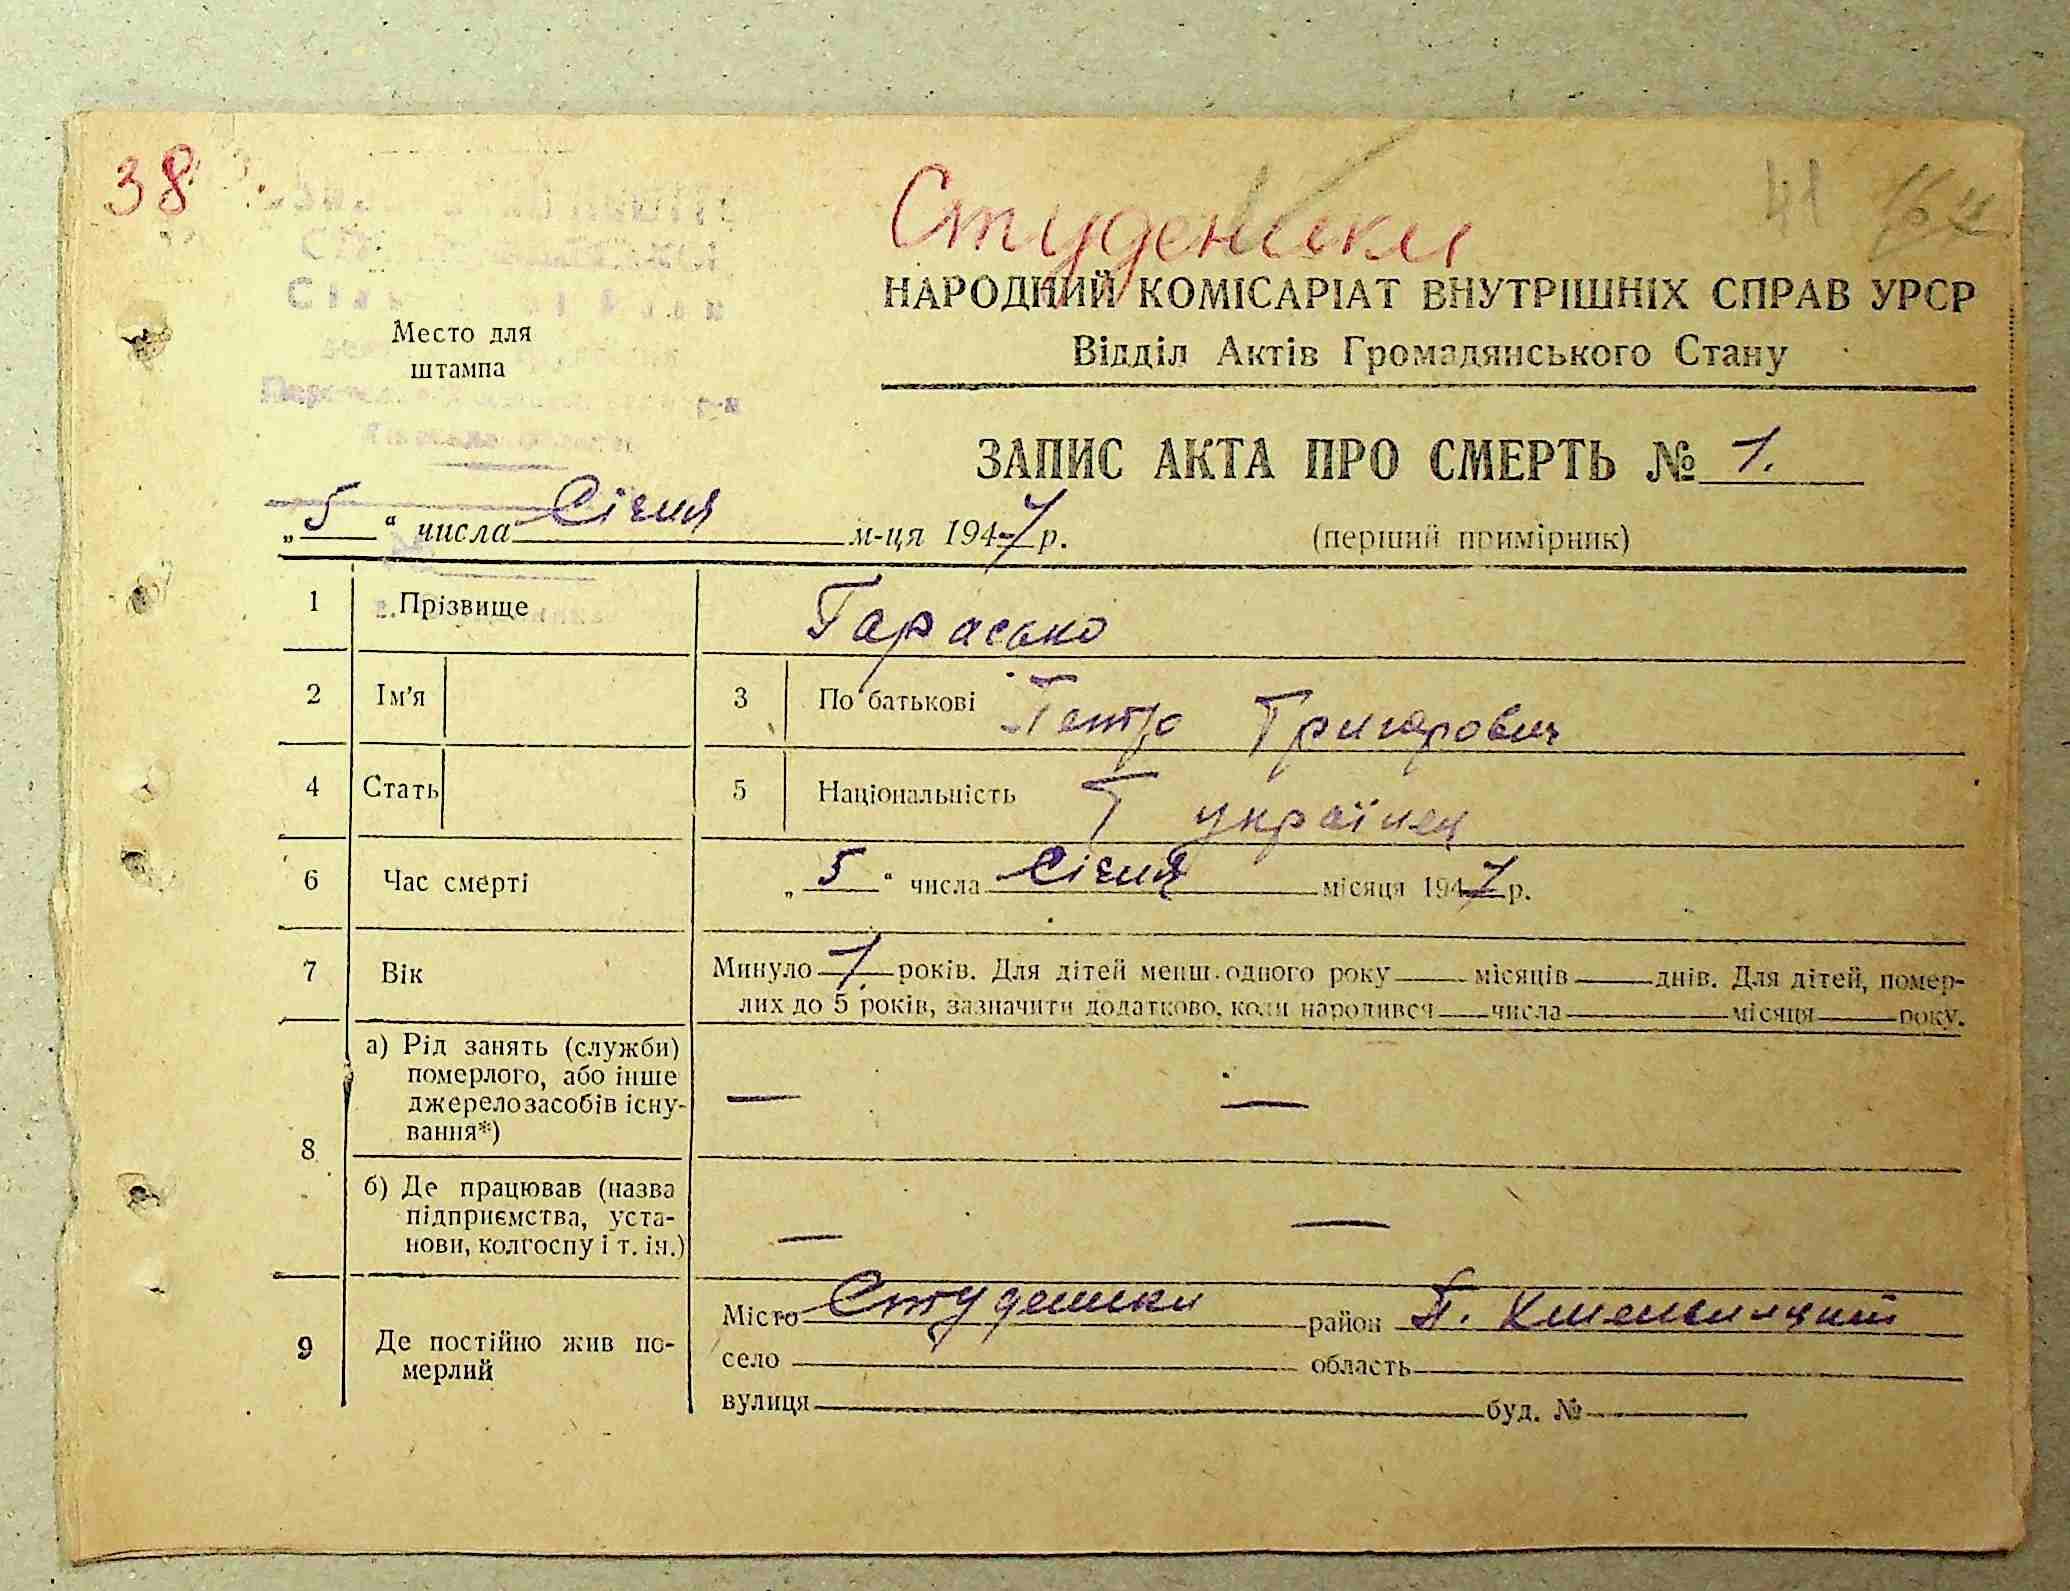 38
Студеники
41
НАРОДНИЙ КОМІСАРІАТ ВНУТРІШНІХ СПРАВ УРСР
Відділ Актів Громадянського Стану
Место для
штампа
ЗАПИС АКТА ПРО СМЕРТЬ № 1.
„5“ числа Січня м-ця 1947 р.
(перший примірник)
1 Прізвище Гарасько
2 Ім'я 3 По батькові Петро Григорович
4 Стать 5 Національність українец
6 Час смерті „5“ числа Січня місяця 1947 р.
7 Вік Минуло 1 років. Для дітей менш одного року місяців днів. Для дітей, помер-
лих до 5 років, зазначити додатково, коли народився числа місяця року.
8 а) Рід занять (служби)
померлого, або інше
джерело засобів існу-
вання*)
— —
б) Де працював (назва
підприємства, уста-
нови, колгоспу і т. ін.)
— —
9 Де постійно жив по-
мерлий
Місто Студеники район П. Хмельницкий
село область
вулиця буд. №